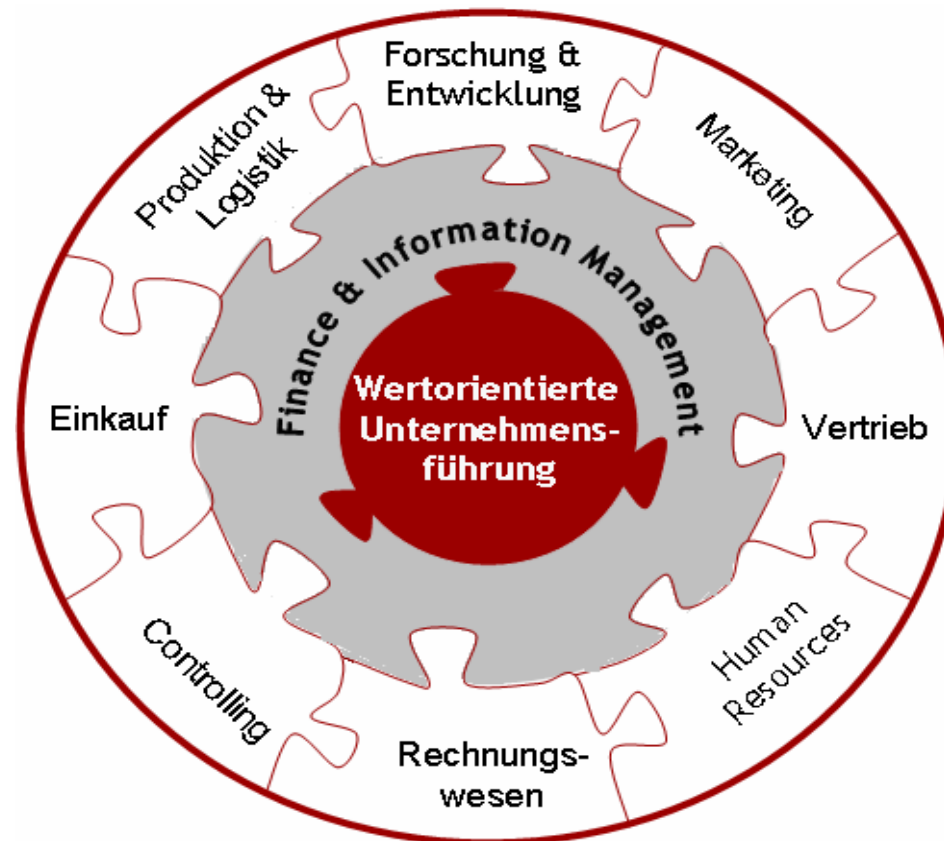 Forschung &
Entwicklung
Marketing
Vertrieb
Human
Resources
Rechnungs-
wesen
Controlling
Einkauf
Produktion &
Logistik
Finance & Information Management
Wertorientierte
Unternehmens-
führung